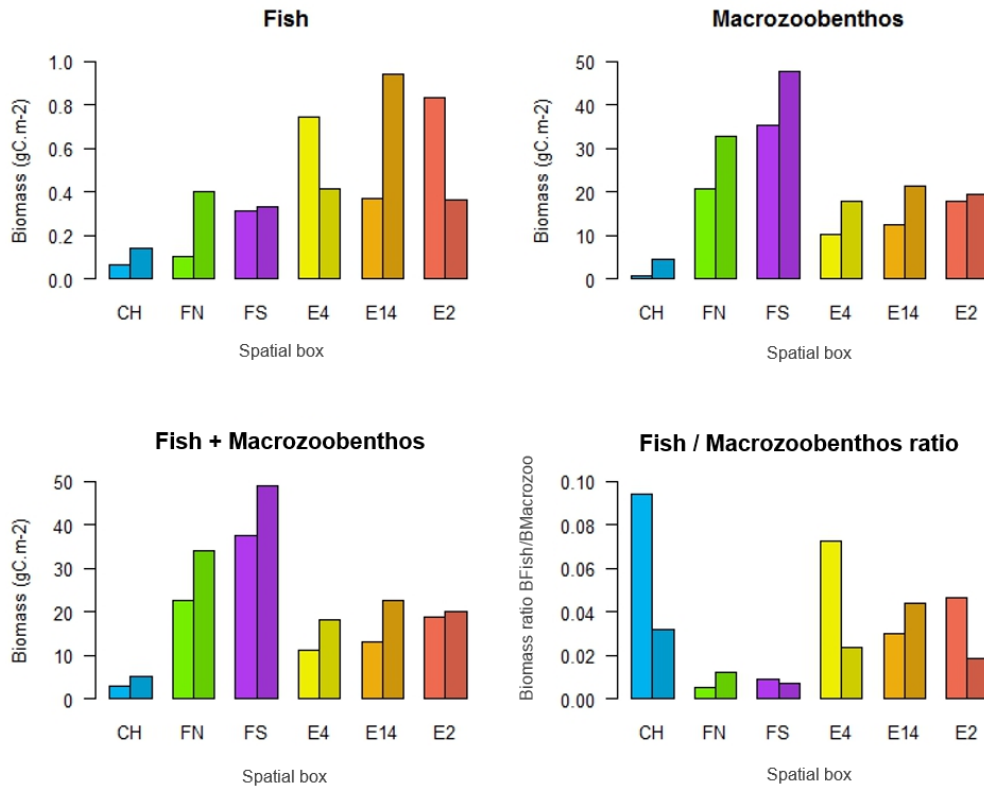 Fish
Biomass (gC.m-2)
1.0
0.8
0.6
0.4
0.2
0.0
CH FN FS E4 E14 E2
Spatial box
Macrozoobenthos
Biomass (gC.m-2)
50
40
30
20
10
0
CH FN FS E4 E14 E2
Spatial box
Fish + Macrozoobenthos
Biomass (gC.m-2)
50
40
30
20
10
0
CH FN FS E4 E14 E2
Spatial box
Fish / Macrozoobenthos ratio
Biomass ratio BFish/BMacrozoo
0.10
0.08
0.06
0.04
0.02
0.00
CH FN FS E4 E14 E2
Spatial box